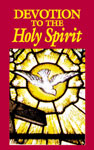 DEVOTION
TO THE
Holy Spirit